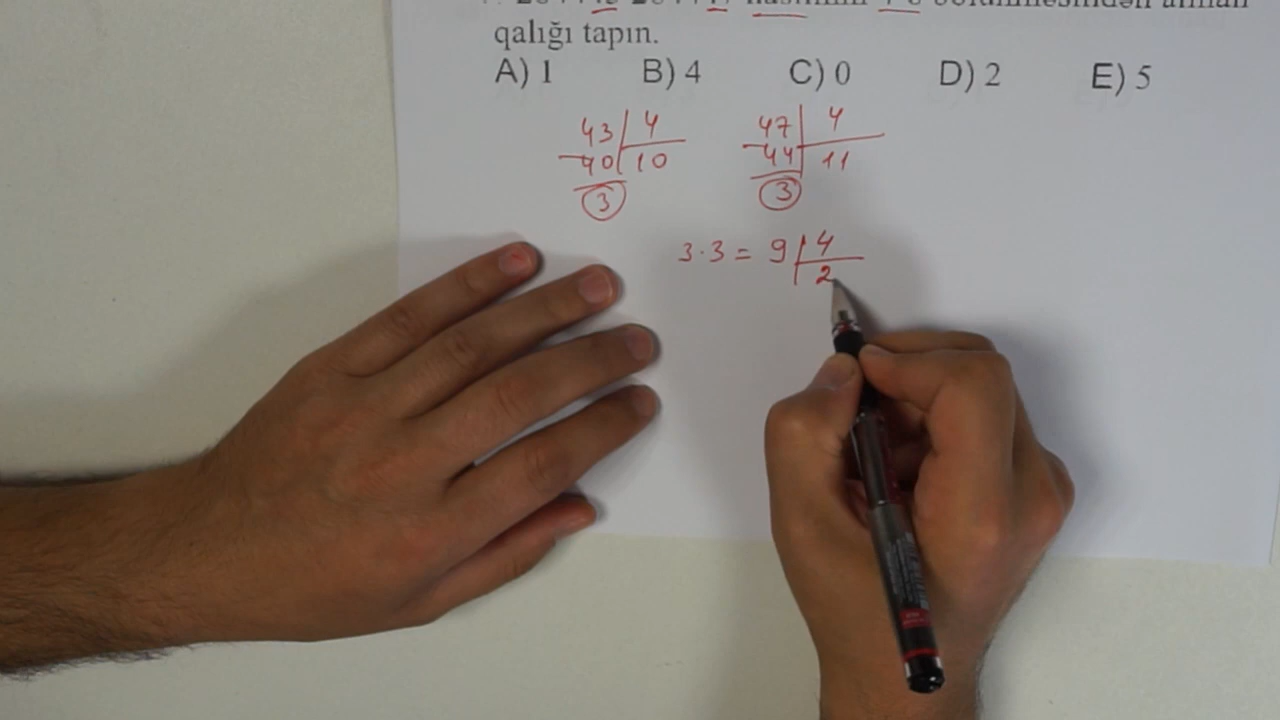 qalığı tapın.
A) 1 B) 4 C) 0 D) 2 E) 5
43 4 47 4
40 10 44 11
3 3
3·3 = 9 4
2